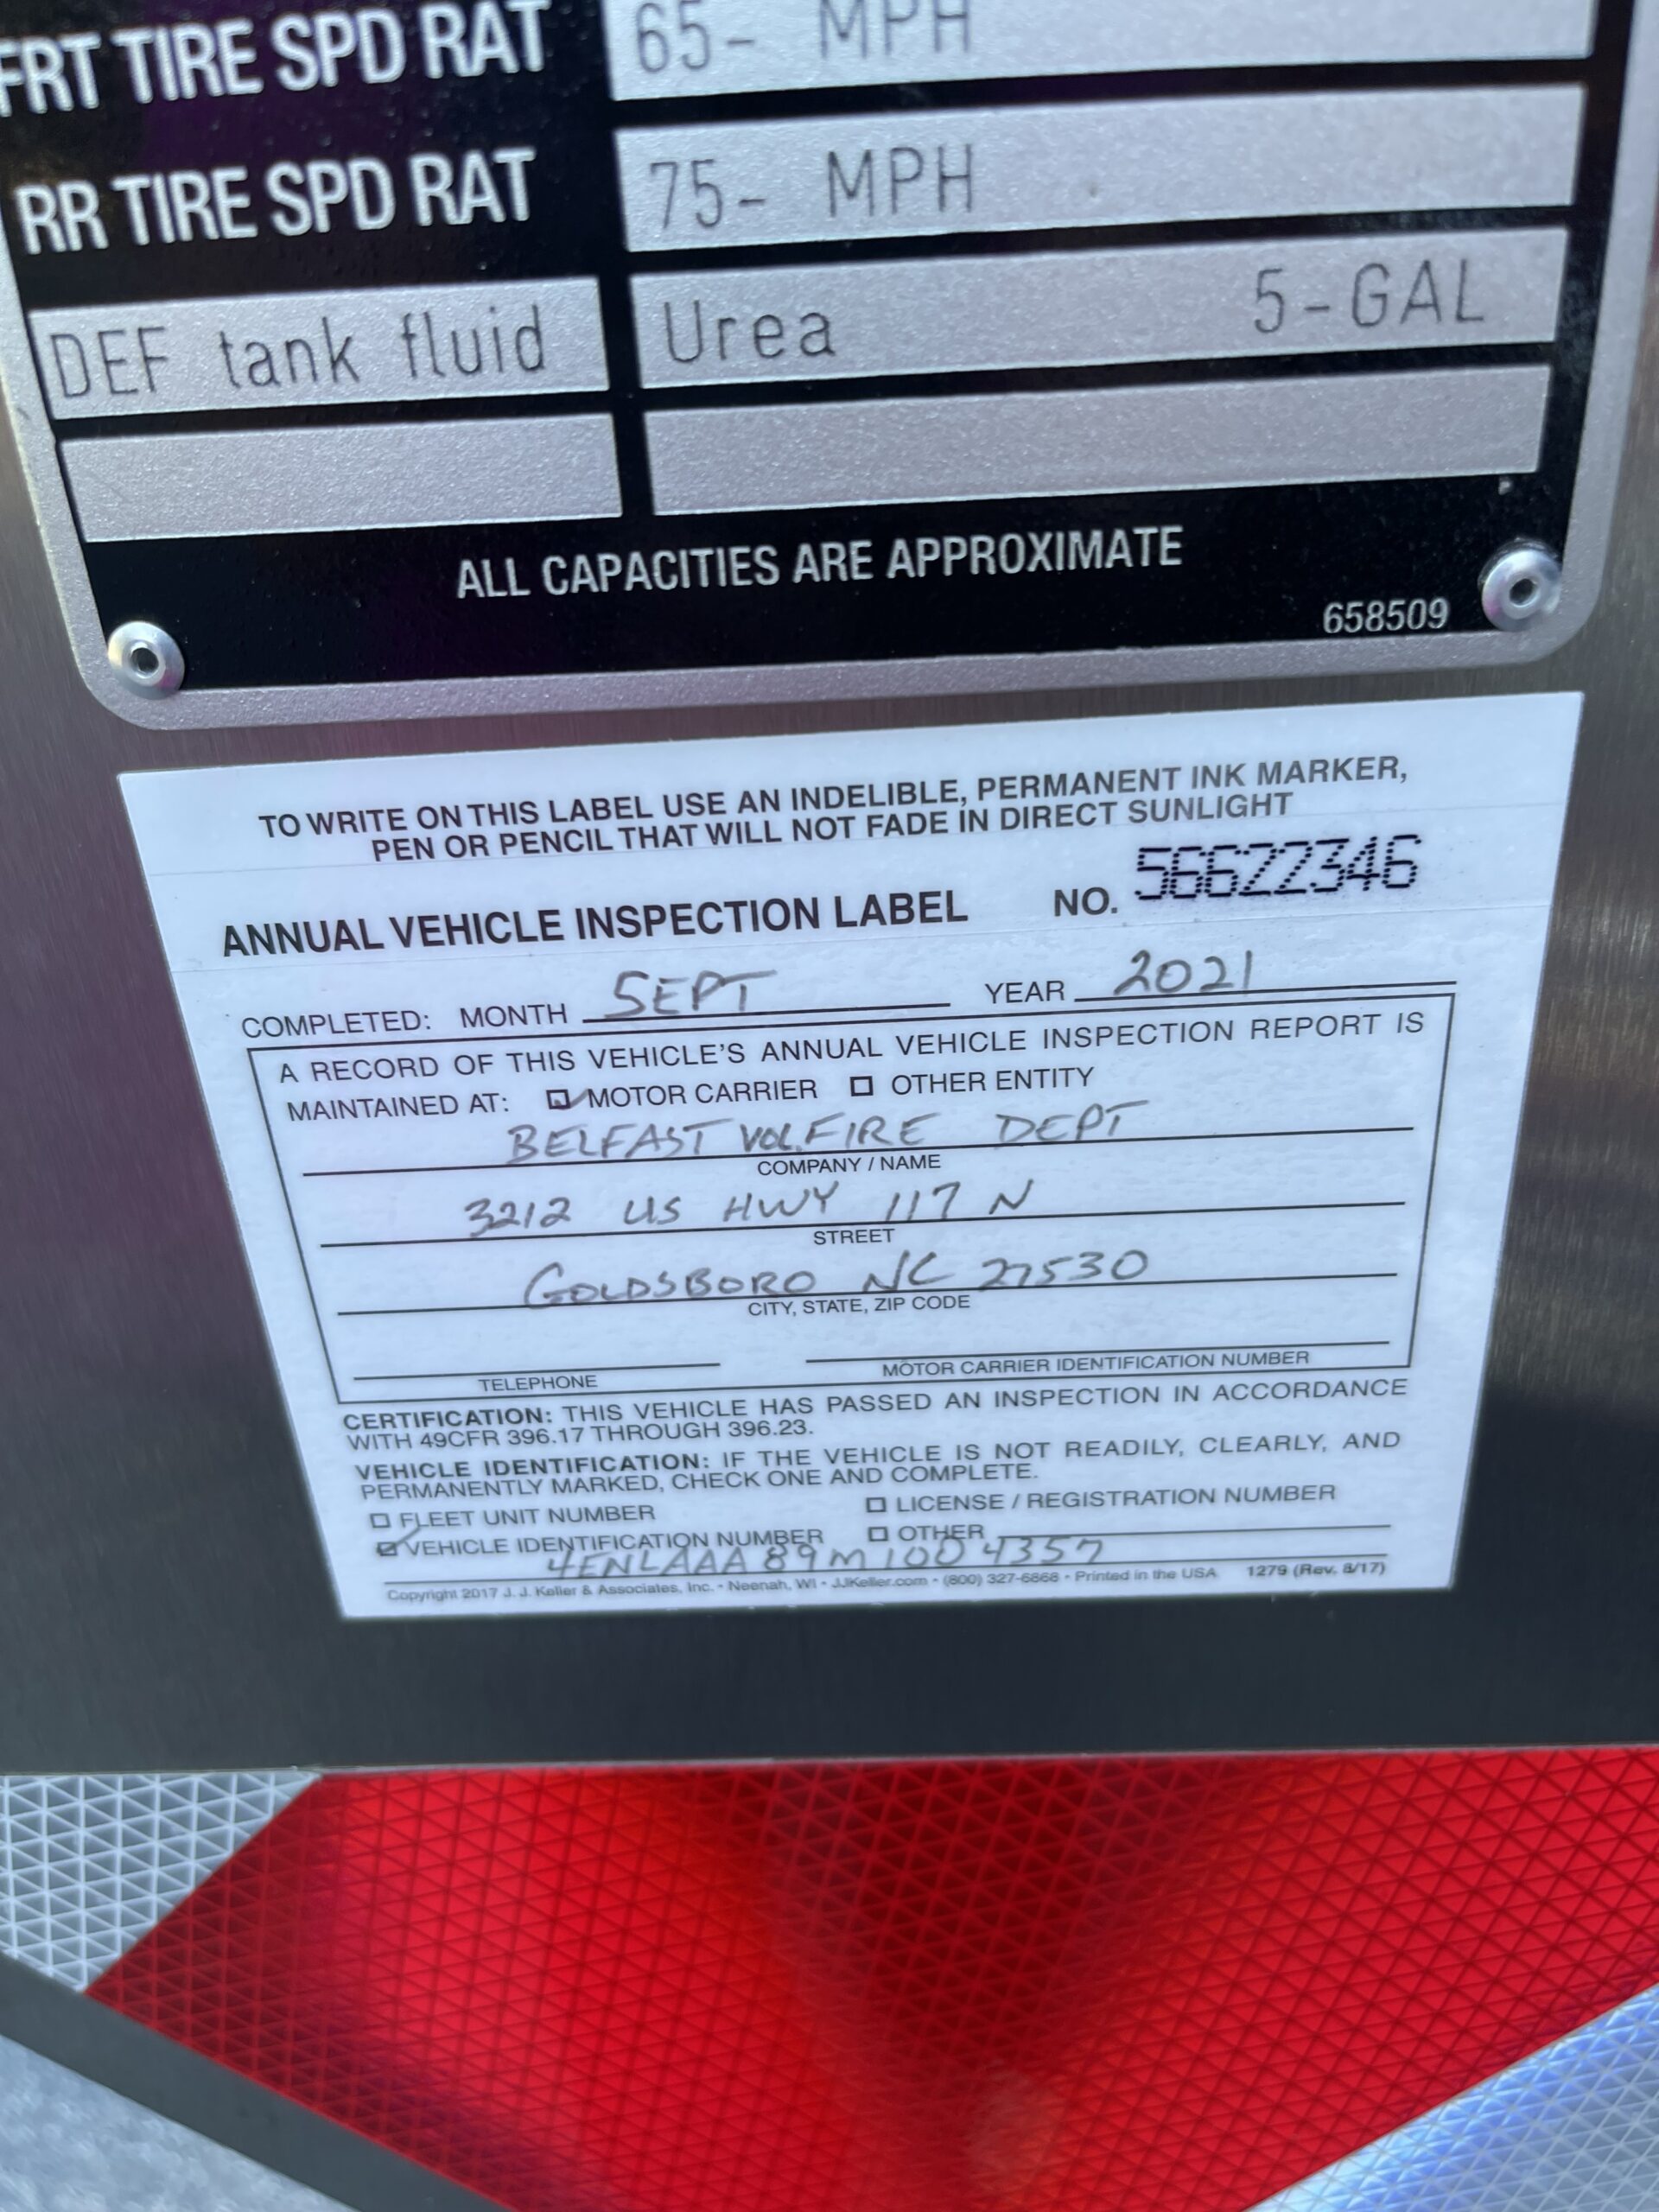 FRT TIRE SPD RAT 65- MPH
RR TIRE SPD RAT 75- MPH
DEF tank fluid Urea 5-GAL
ALL CAPACITIES ARE APPROXIMATE
658509
TO WRITE ON THIS LABEL USE AN INDELIBLE, PERMANENT INK MARKER,
PEN OR PENCIL THAT WILL NOT FADE IN DIRECT SUNLIGHT
ANNUAL VEHICLE INSPECTION LABEL NO. 56622346
COMPLETED: MONTH SEPT YEAR 2021
A RECORD OF THIS VEHICLE'S ANNUAL VEHICLE INSPECTION REPORT IS
MAINTAINED AT: MOTOR CARRIER OTHER ENTITY
BELFAST VOL. FIRE DEPT
COMPANY / NAME
3212 US HWY 117 N
STREET
GOLDSBORO NC 27530
CITY, STATE, ZIP CODE
TELEPHONE MOTOR CARRIER IDENTIFICATION NUMBER
CERTIFICATION: THIS VEHICLE HAS PASSED AN INSPECTION IN ACCORDANCE
WITH 49CFR 396.17 THROUGH 396.23.
VEHICLE IDENTIFICATION: IF THE VEHICLE IS NOT READILY, CLEARLY, AND
PERMANENTLY MARKED, CHECK ONE AND COMPLETE.
FLEET UNIT NUMBER LICENSE / REGISTRATION NUMBER
VEHICLE IDENTIFICATION NUMBER OTHER
4ENLAAA89M1004357
Copyright 2017 J. J. Keller & Associates, Inc. • Neenah, WI • JJKeller.com • (800) 327-6868 • Printed in the USA 1279 (Rev. 8/17)